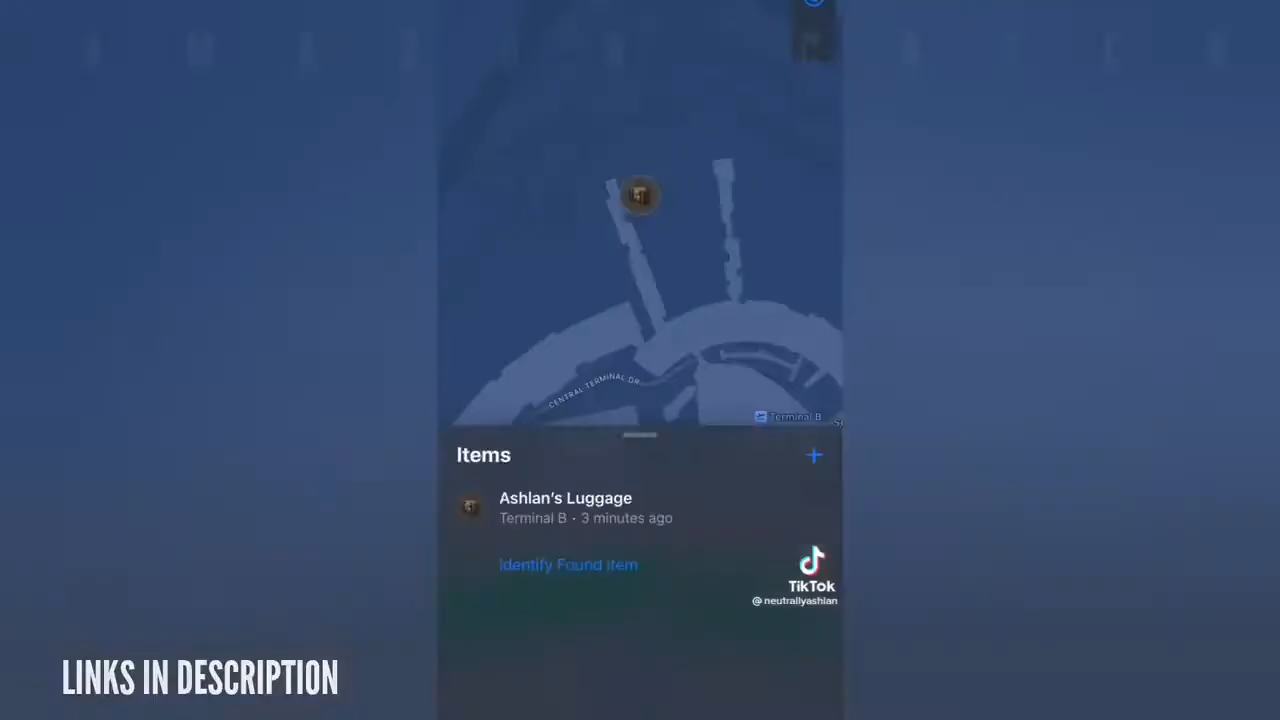 CENTRAL TERMINAL DR
Terminal B
Items
+
Ashlan's Luggage
Terminal B · 3 minutes ago
Identify Found Item
TikTok
@neutrallyashlan
LINKS IN DESCRIPTION